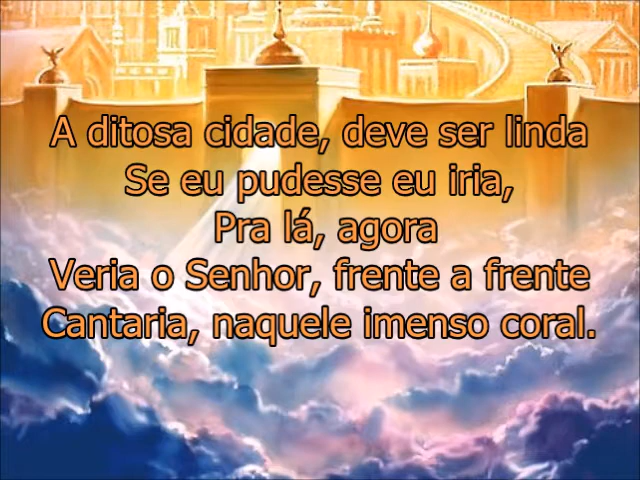 A ditosa cidade, deve ser linda
Se eu pudesse eu iria,
Pra lá, agora
Veria o Senhor, frente a frente
Cantaria, naquele imenso coral.